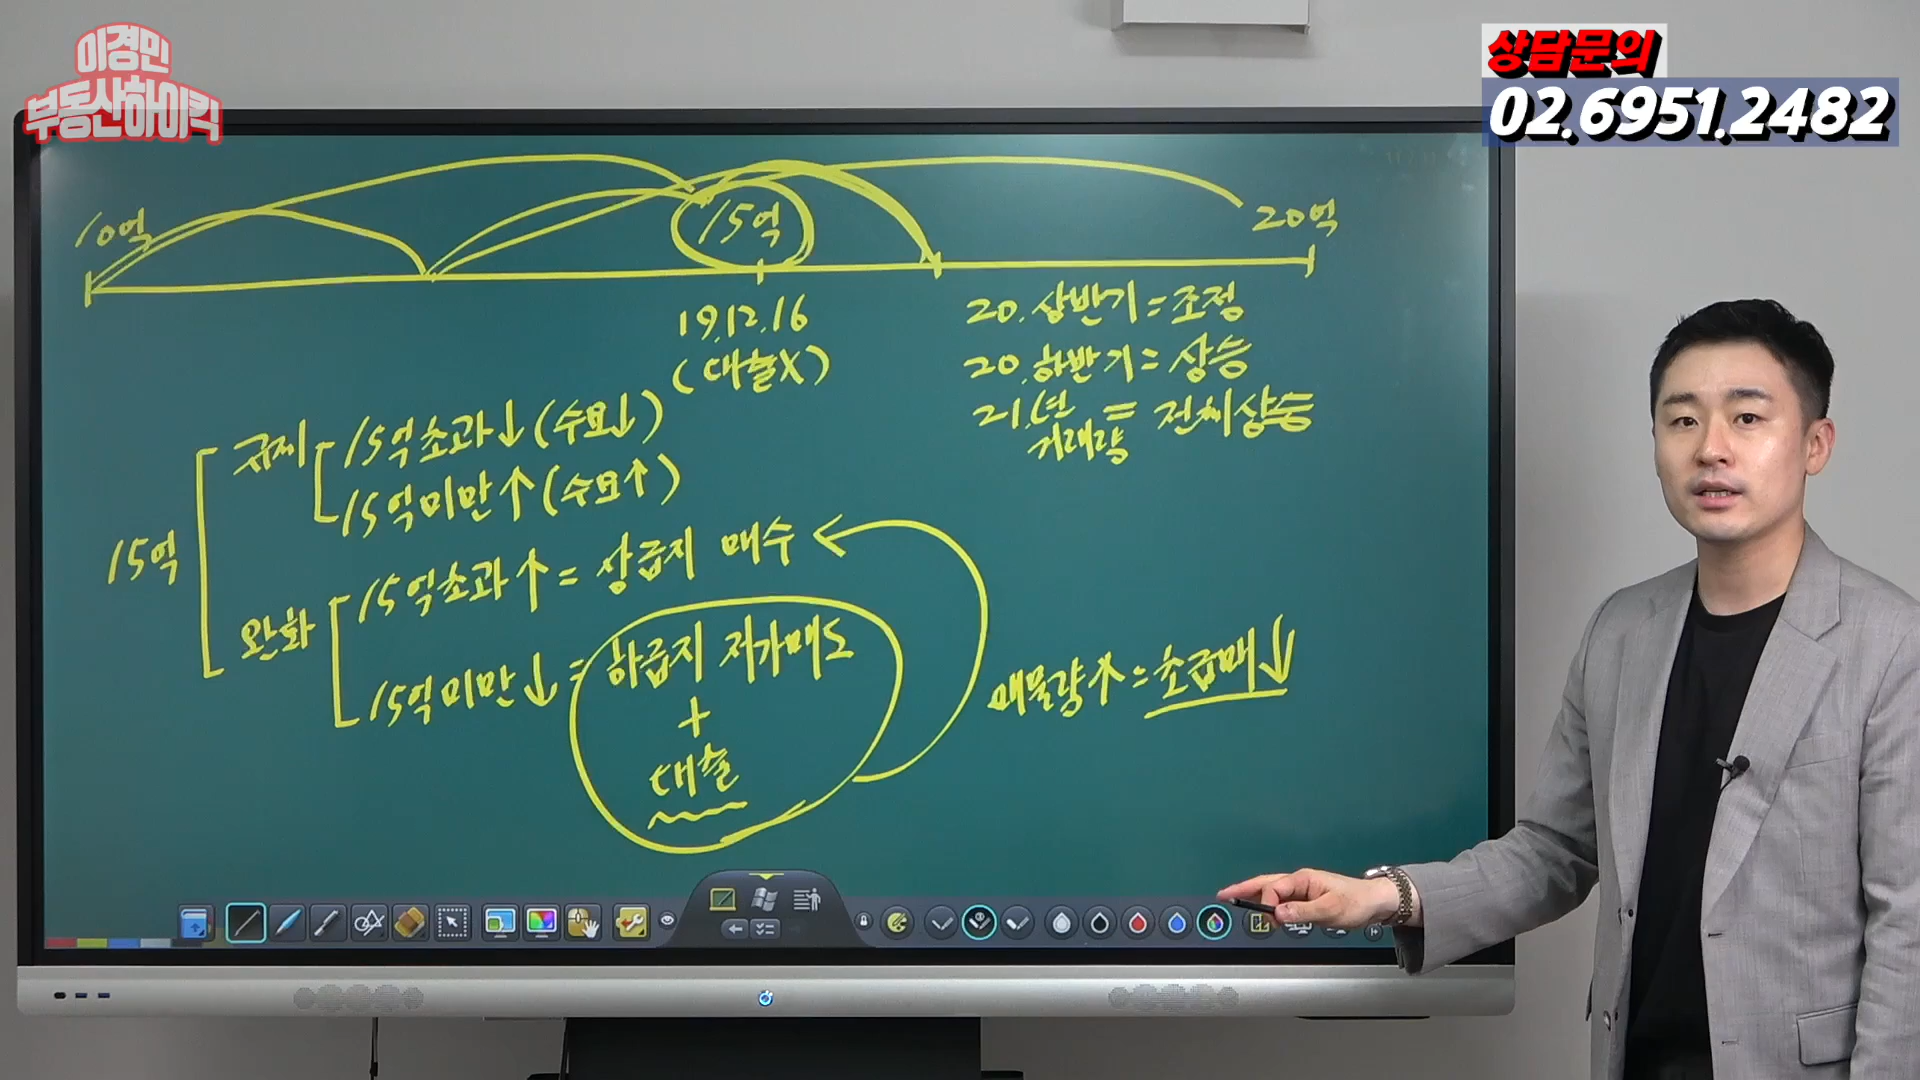 이경민
부동산하이킥
상담문의
02.6951.2482
10억
15억
20억
19.12.16
(대출X)
20.상반기=조정
20.하반기=상승
21.년 = 전체상승
거래량
15억
규제
15억초과↓(수요↓)
15억미만↑(수요↑)
완화
15억초과↑=상급지 매수
15억미만↓=하급지 저가매도
+
대출
매물량↑=초급매↓